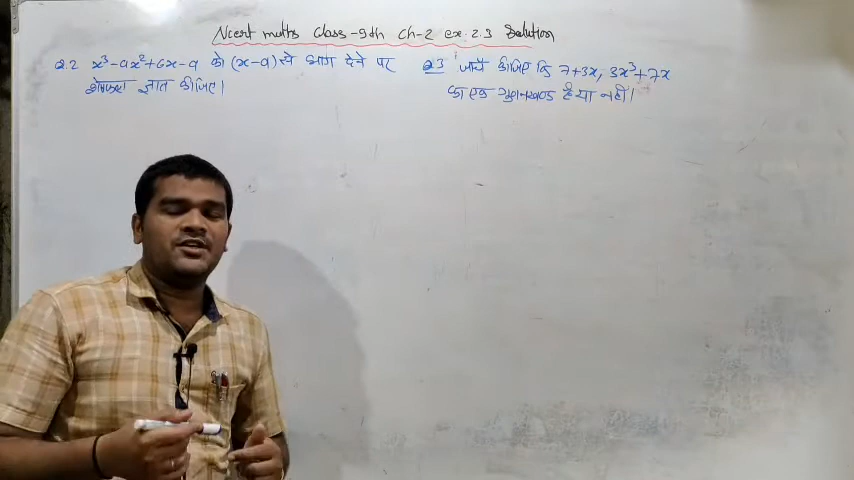 Ncert maths Class-9th Ch-2 ex 2.3 Solution
Q.2 x³-ax²+6x-a को (x-a) से भाग देने पर
शेषफल ज्ञात कीजिए।
Q.3 जाँच कीजिए कि 7+3x, 3x³+7x
का एक गुणनखण्ड है या नहीं।